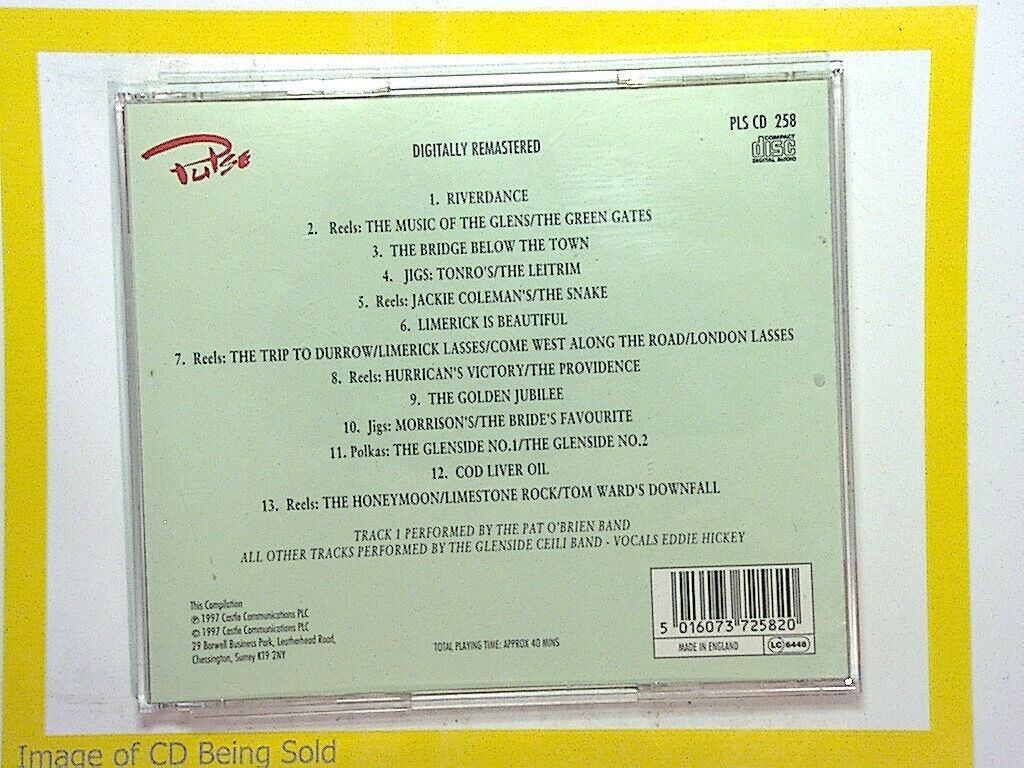 Pulse
DIGITALLY REMASTERED
PLS CD 258
COMPACT
disc
DIGITAL AUDIO
1. RIVERDANCE
2. Reels: THE MUSIC OF THE GLENS/THE GREEN GATES
3. THE BRIDGE BELOW THE TOWN
4. JIGS: TONRO'S/THE LEITRIM
5. Reels: JACKIE COLEMAN'S/THE SNAKE
6. LIMERICK IS BEAUTIFUL
7. Reels: THE TRIP TO DURROW/LIMERICK LASSES/COME WEST ALONG THE ROAD/LONDON LASSES
8. Reels: HURRICAN'S VICTORY/THE PROVIDENCE
9. THE GOLDEN JUBILEE
10. Jigs: MORRISON'S/THE BRIDE'S FAVOURITE
11. Polkas: THE GLENSIDE NO.1/THE GLENSIDE NO.2
12. COD LIVER OIL
13. Reels: THE HONEYMOON/LIMESTONE ROCK/TOM WARD'S DOWNFALL
TRACK 1 PERFORMED BY THE PAT O'BRIEN BAND
ALL OTHER TRACKS PERFORMED BY THE GLENSIDE CEILI BAND - VOCALS EDDIE HICKEY
This Compilation
℗ 1997 Castle Communications PLC
© 1997 Castle Communications PLC
29 Barwell Business Park, Leatherhead Road,
Chessington, Surrey KT9 2NY
TOTAL PLAYING TIME: APPROX 40 MINS
5 016073 725820
MADE IN ENGLAND
LC 6448
Image of CD Being Sold